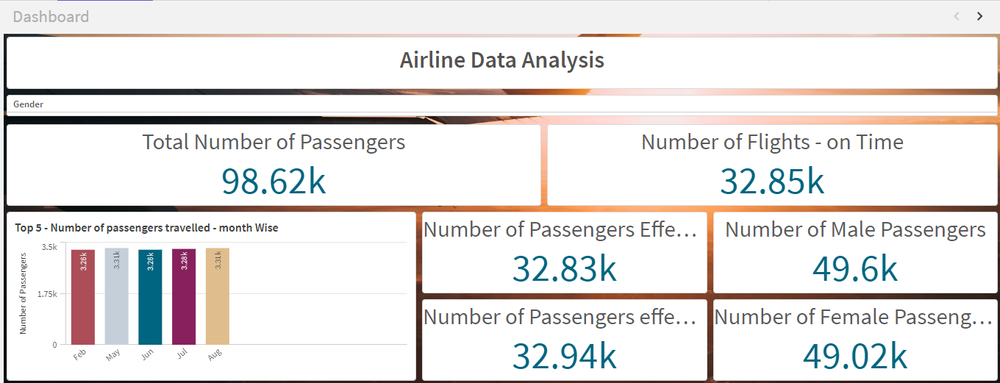 Dashboard
Airline Data Analysis
Gender
Total Number of Passengers
98.62k
Number of Flights - on Time
32.85k
Top 5 - Number of passengers travelled - month Wise
Number of Passengers
3.5k
1.75k
0
3.26k
3.31k
3.26k
3.28k
3.31k
Feb
May
Jun
Jul
Aug
Number of Passengers Effe…
32.83k
Number of Male Passengers
49.6k
Number of Passengers effe…
32.94k
Number of Female Passeng…
49.02k